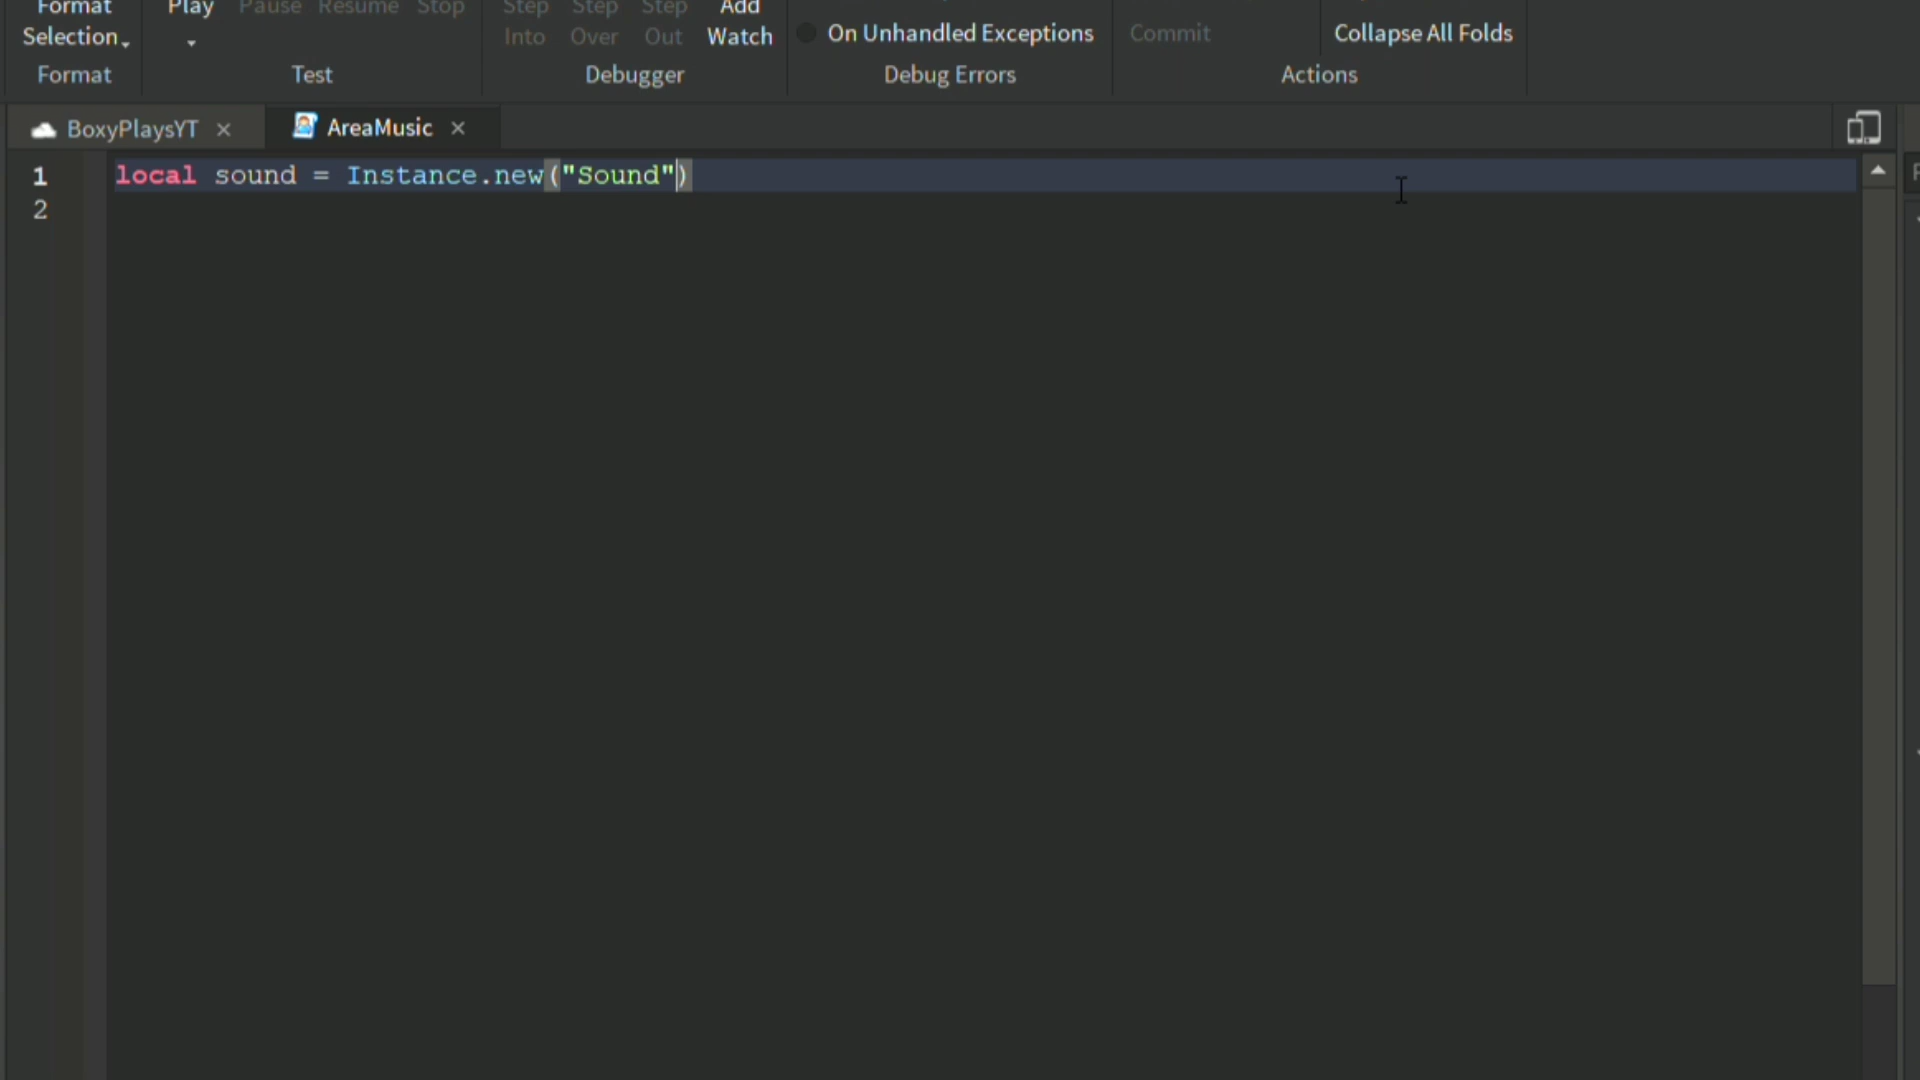 Format Play Pause Resume Stop Step Step Step Add
Selection Into Over Out Watch On Unhandled Exceptions Commit Collapse All Folds
Format Test Debugger Debug Errors Actions
BoxyPlaysYT AreaMusic
1 local sound = Instance.new("Sound")
2